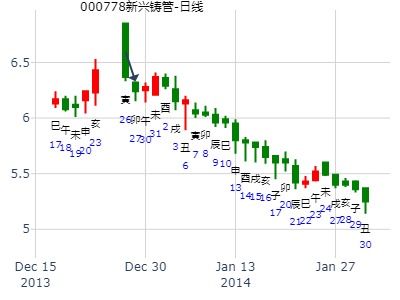 000778新兴铸管-日线
6.5
6
5.5
5
巳 午 未 申 亥
17 18 19 20 23
寅 卯 午 未 酉 戌
26 27 30 31 2 3
丑 寅 卯 辰 巳
6 7 8 9 10
申 酉 戌 亥 子
13 14 15 16 17
卯 辰 巳 午 未
20 21 22 23 24
戌 亥 子 丑
27 28 29 30
Dec 15 Dec 30 Jan 13 Jan 27
2013 2014